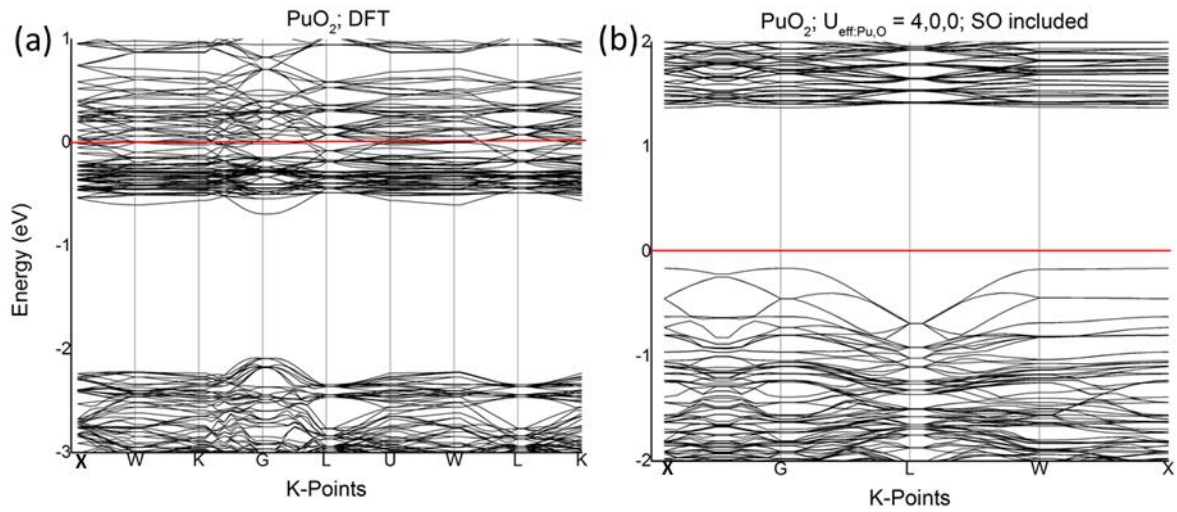 (a)
PuO2; DFT
1
0
-1
-2
-3
Energy (eV)
X W K G L U W L K
K-Points
(b)
PuO2; Ueff:Pu,O = 4,0,0; SO included
2
1
0
-1
-2
X G L W X
K-Points